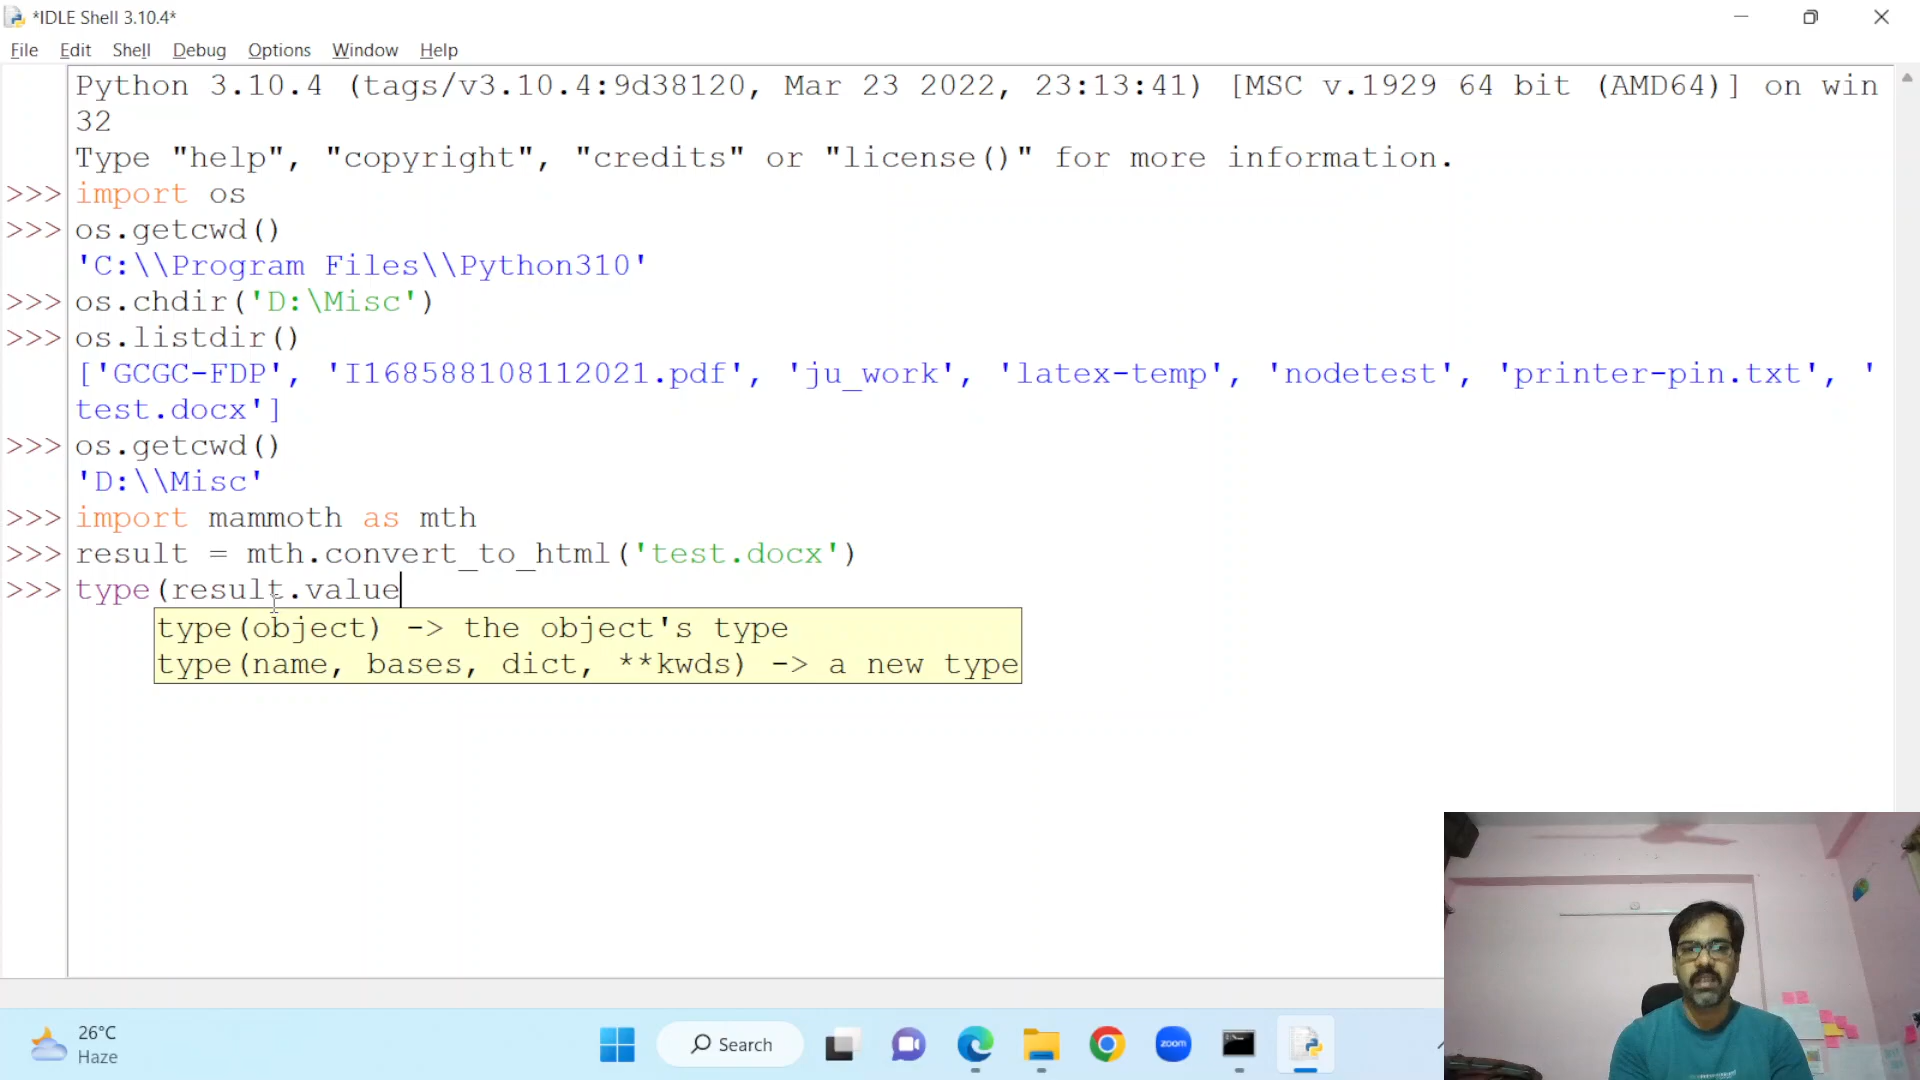 *IDLE Shell 3.10.4*
File Edit Shell Debug Options Window Help
Python 3.10.4 (tags/v3.10.4:9d38120, Mar 23 2022, 23:13:41) [MSC v.1929 64 bit (AMD64)] on win
32
Type "help", "copyright", "credits" or "license()" for more information.
>>> import os
>>> os.getcwd()
'C:\\Program Files\\Python310'
>>> os.chdir('D:\Misc')
>>> os.listdir()
['GCGC-FDP', 'I168588108112021.pdf', 'ju_work', 'latex-temp', 'nodetest', 'printer-pin.txt', '
test.docx']
>>> os.getcwd()
'D:\\Misc'
>>> import mammoth as mth
>>> result = mth.convert_to_html('test.docx')
>>> type(result.value
type(object) -> the object's type
type(name, bases, dict, **kwds) -> a new type
26°C
Haze
Search
zoom